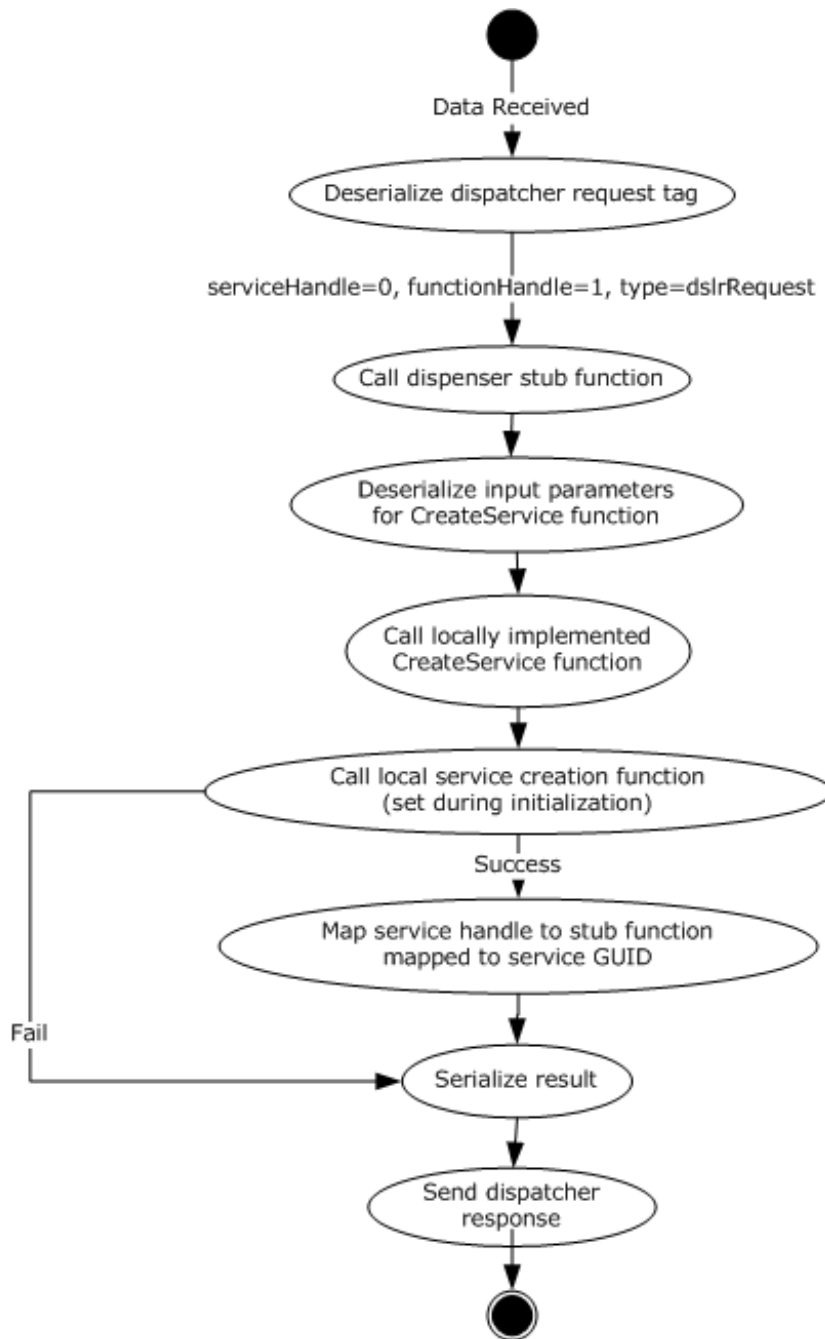 Data Received
Deserialize dispatcher request tag
serviceHandle=0, functionHandle=1, type=dslrRequest
Call dispenser stub function
Deserialize input parameters
for CreateService function
Call locally implemented
CreateService function
Call local service creation function
(set during initialization)
Success
Map service handle to stub function
mapped to service GUID
Fail
Serialize result
Send dispatcher
response